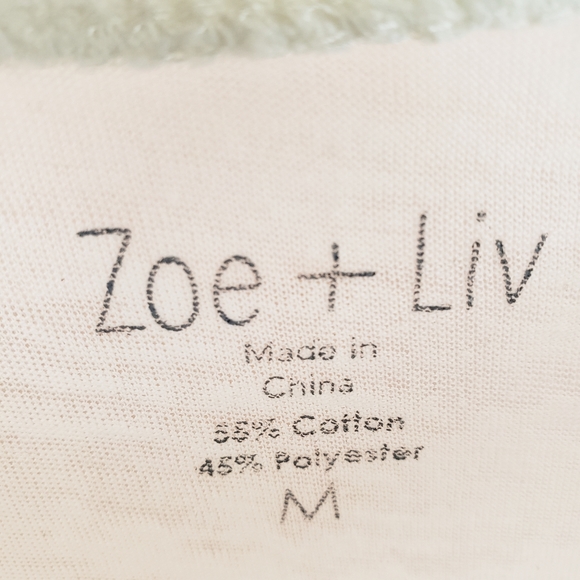 Zoe + Liv
Made in
China
55% Cotton
45% Polyester
M